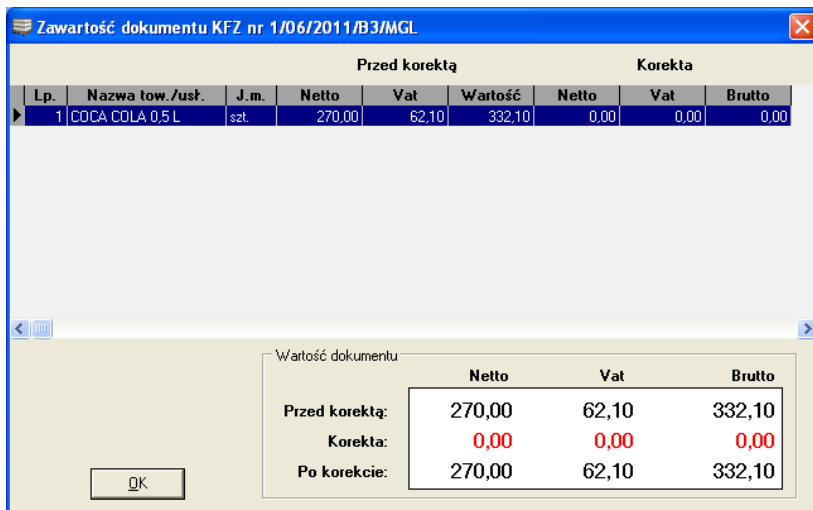 Zawartość dokumentu KFZ nr 1/06/2011/B3/MGL
Przed korektą Korekta
Lp. Nazwa tow./usł. J.m. Netto Vat Wartość Netto Vat Brutto
1 COCA COLA 0,5 L szt. 270,00 62,10 332,10 0,00 0,00 0,00
Wartość dokumentu
Netto Vat Brutto
Przed korektą: 270,00 62,10 332,10
Korekta: 0,00 0,00 0,00
Po korekcie: 270,00 62,10 332,10
OK